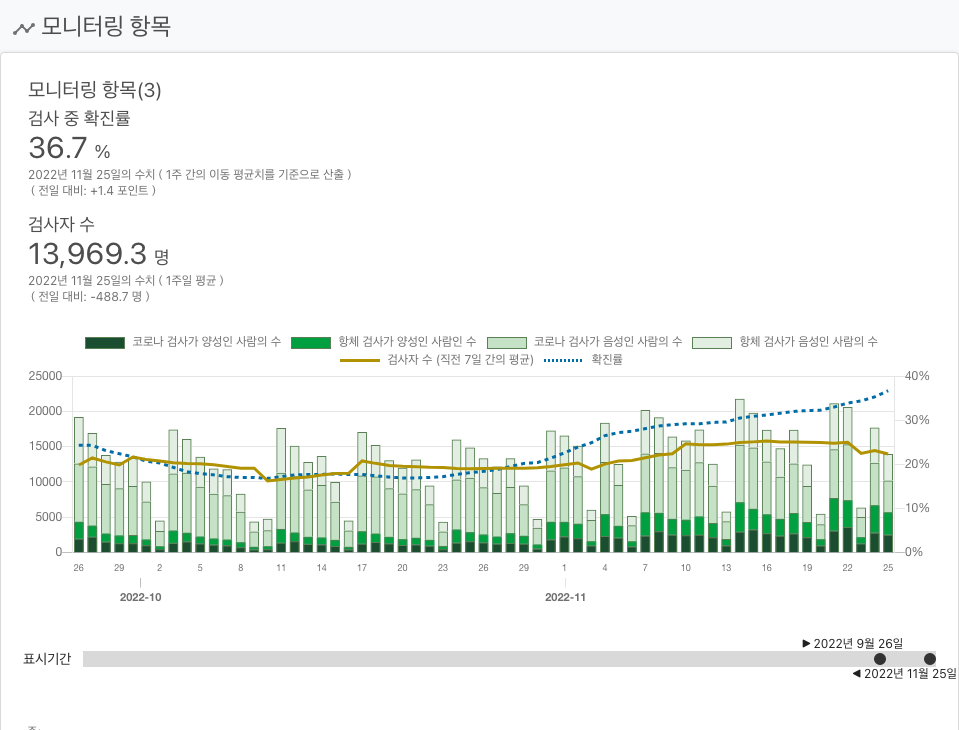 모니터링 항목
모니터링 항목(3)
검사 중 확진률
36.7 %
2022년 11월 25일의 수치 ( 1주 간의 이동 평균치를 기준으로 산출 )
( 전일 대비: +1.4 포인트 )
검사자 수
13,969.3 명
2022년 11월 25일의 수치 ( 1주일 평균 )
( 전일 대비: -488.7 명 )
코로나 검사가 양성인 사람의 수 항체 검사가 양성인 사람인 수 코로나 검사가 음성인 사람의 수 항체 검사가 음성인 사람의 수
검사자 수 (직전 7일 간의 평균) 확진률
25000 40%
20000 30%
15000
20%
10000
10%
5000
0 0%
26 29 2 5 8 11 14 17 20 23 26 29 1 4 7 10 13 16 19 22 25
2022-10 2022-11
▶ 2022년 9월 26일
표시기간
◀ 2022년 11월 25일